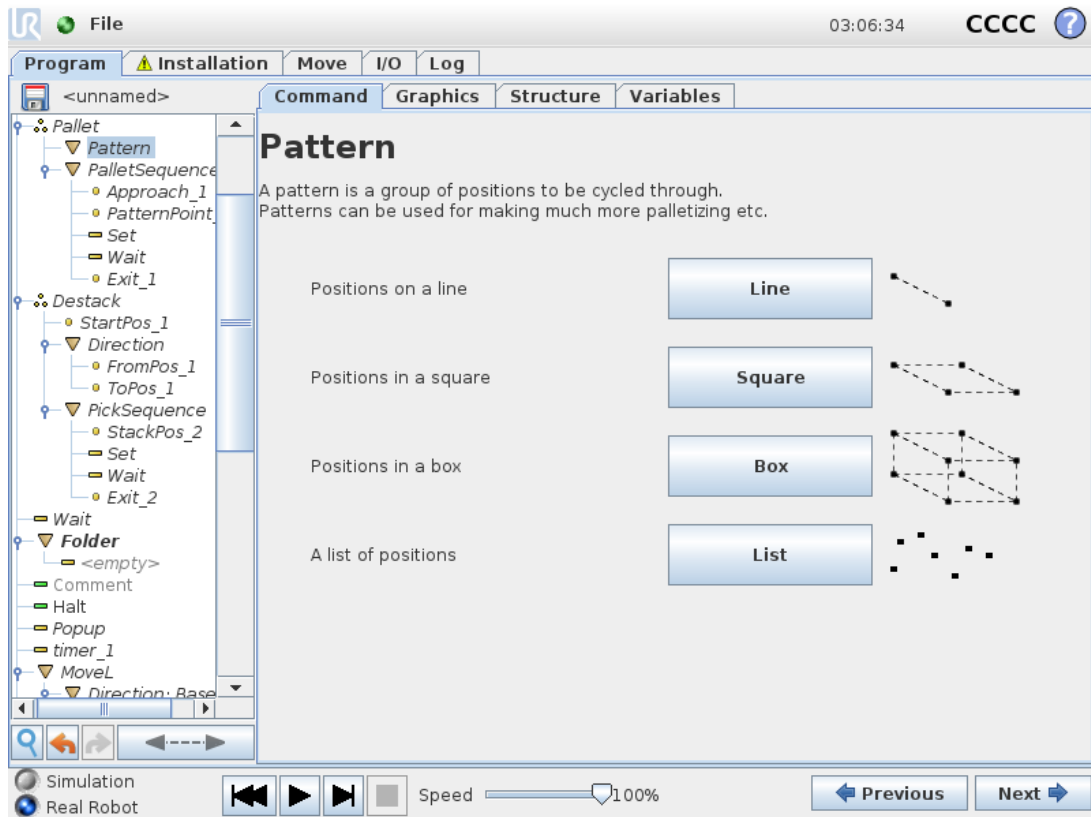 UR File 03:06:34 CCCC ?
Program Installation Move I/O Log
<unnamed>
Command Graphics Structure Variables
Pallet
Pattern
PalletSequence
Approach_1
PatternPoint_
Set
Wait
Exit_1
Destack
StartPos_1
Direction
FromPos_1
ToPos_1
PickSequence
StackPos_2
Set
Wait
Exit_2
Wait
Folder
<empty>
Comment
Halt
Popup
timer_1
MoveL
Direction: Base
Pattern
A pattern is a group of positions to be cycled through.
Patterns can be used for making much more palletizing etc.
Positions on a line Line
Positions in a square Square
Positions in a box Box
A list of positions List
Simulation
Real Robot
Speed 100%
Previous Next